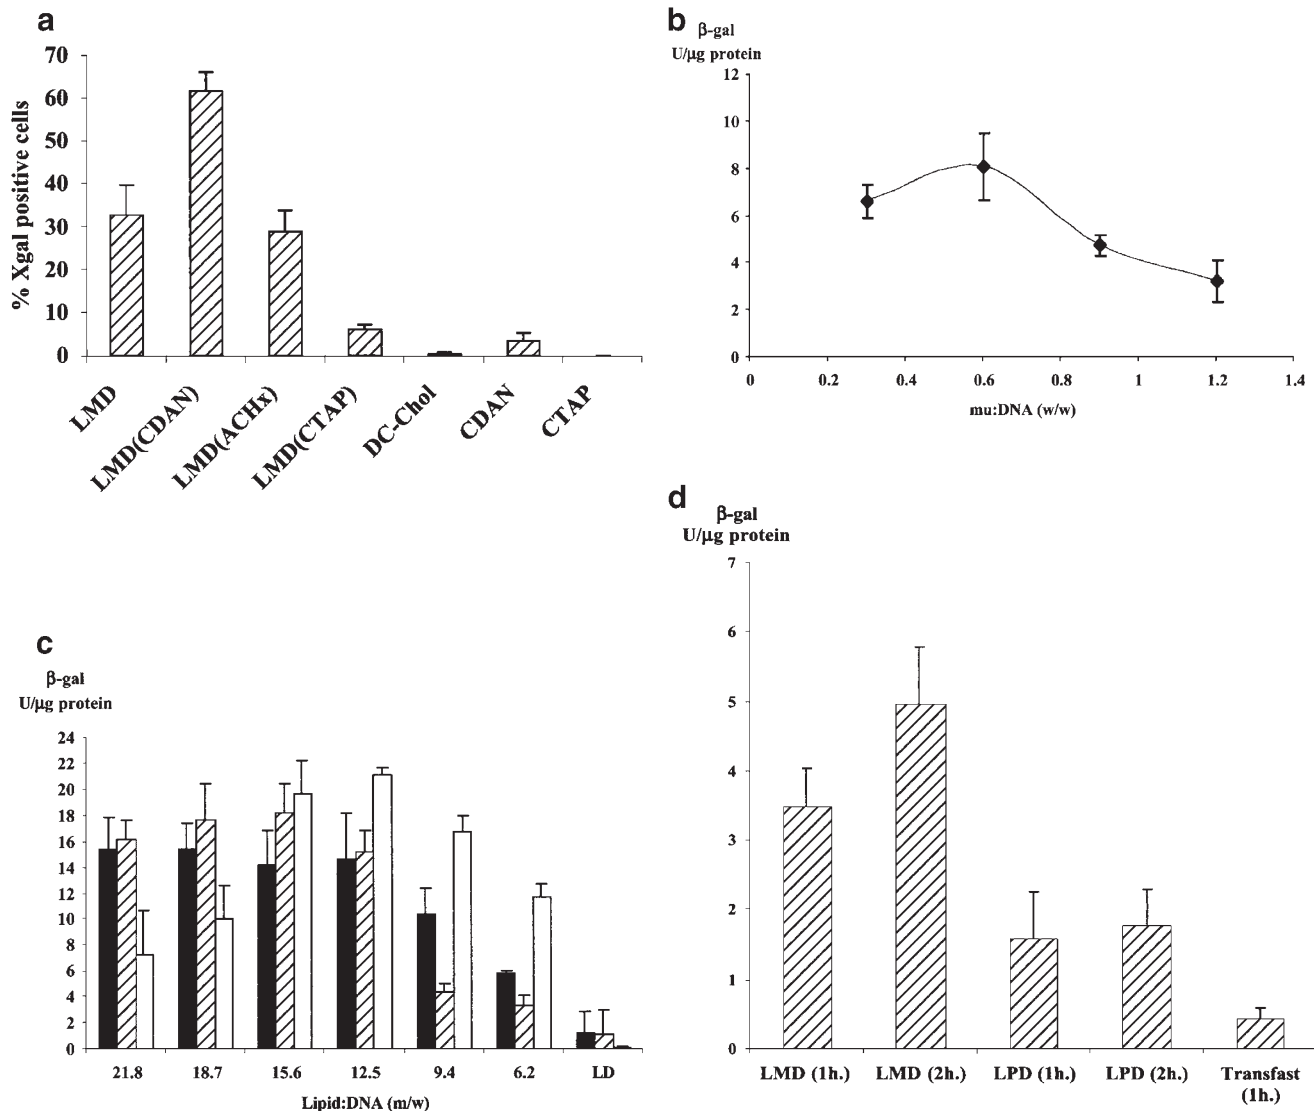 a
% Xgal positive cells
70
60
50
40
30
20
10
0
LMD
LMD(CDAN)
LMD(ACHx)
LMD(CTAP)
DC-Chol
CDAN
CTAP
b
β-gal
U/μg protein
12
10
8
6
4
2
0
0 0.2 0.4 0.6 0.8 1 1.2 1.4
mu:DNA (w/w)
c
β-gal
U/μg protein
24
22
20
18
16
14
12
10
8
6
4
2
0
21.8 18.7 15.6 12.5 9.4 6.2 LD
Lipid:DNA (m/w)
d
β-gal
U/μg protein
7
6
5
4
3
2
1
0
LMD (1h.) LMD (2h.) LPD (1h.) LPD (2h.) Transfast
(1h.)